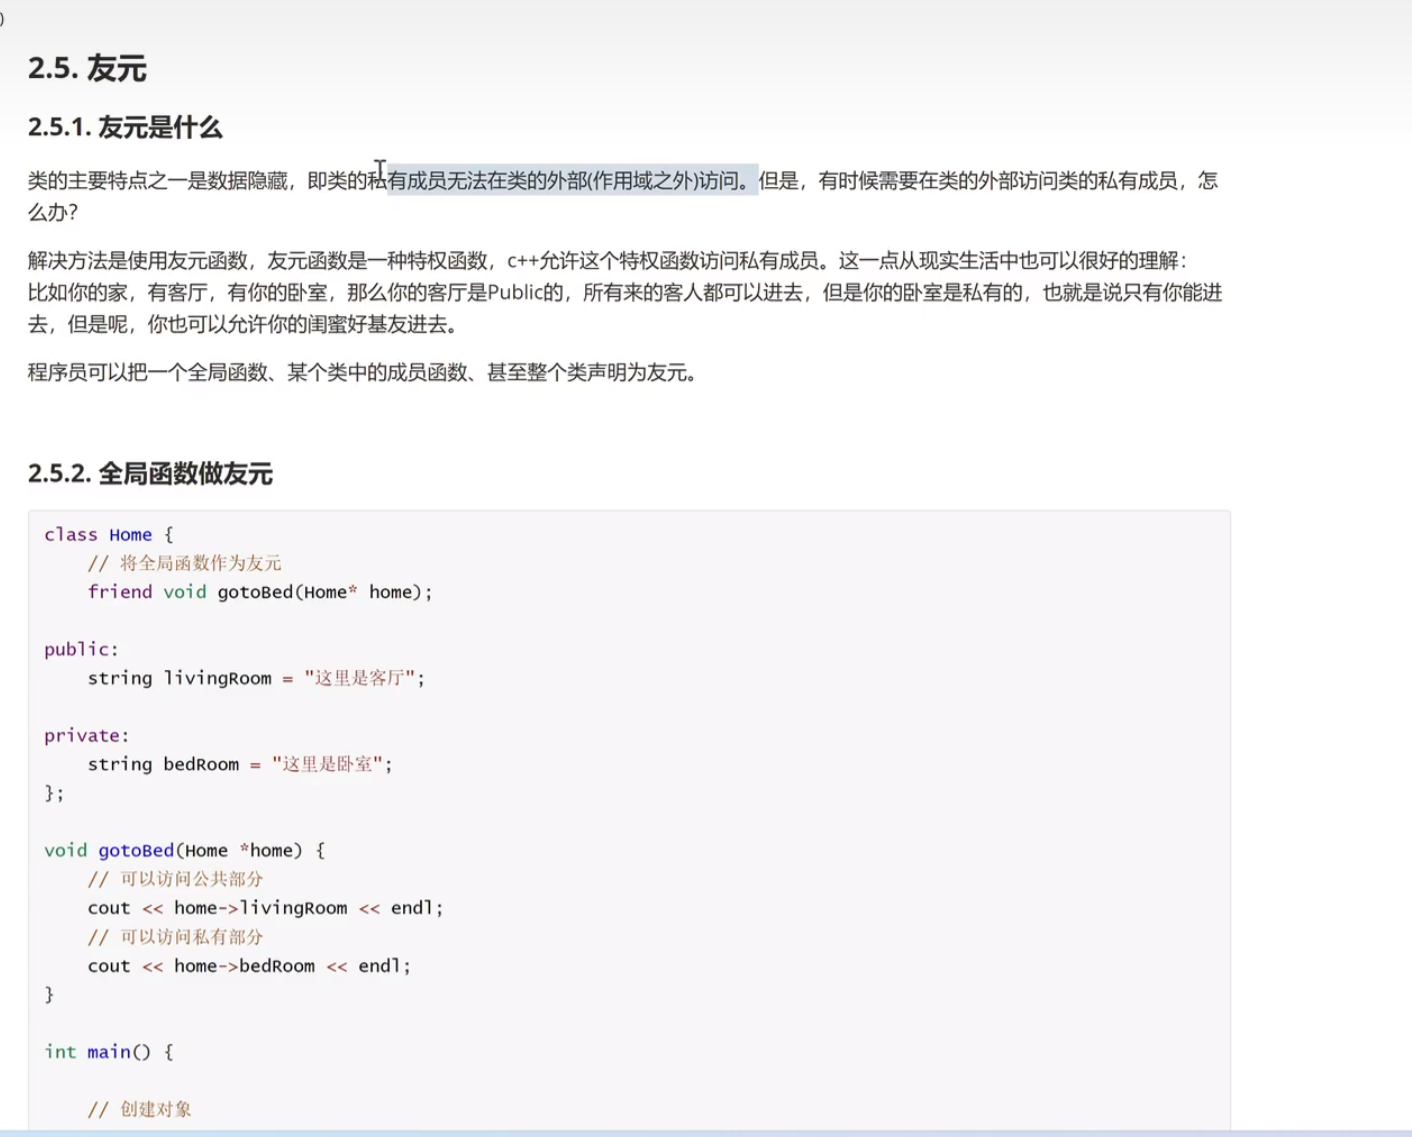 )
2.5. 友元
2.5.1. 友元是什么
类的主要特点之一是数据隐藏，即类的私有成员无法在类的外部(作用域之外)访问。但是，有时候需要在类的外部访问类的私有成员，怎
么办？
解决方法是使用友元函数，友元函数是一种特权函数，c++允许这个特权函数访问私有成员。这一点从现实生活中也可以很好的理解：
比如你的家，有客厅，有你的卧室，那么你的客厅是Public的，所有来的客人都可以进去，但是你的卧室是私有的，也就是说只有你能进
去，但是呢，你也可以允许你的闺蜜好基友进去。
程序员可以把一个全局函数、某个类中的成员函数、甚至整个类声明为友元。
2.5.2. 全局函数做友元
class Home {
    // 将全局函数作为友元
    friend void gotoBed(Home* home);
public:
    string livingRoom = "这里是客厅";
private:
    string bedRoom = "这里是卧室";
};
void gotoBed(Home *home) {
    // 可以访问公共部分
    cout << home->livingRoom << endl;
    // 可以访问私有部分
    cout << home->bedRoom << endl;
}
int main() {
    // 创建对象